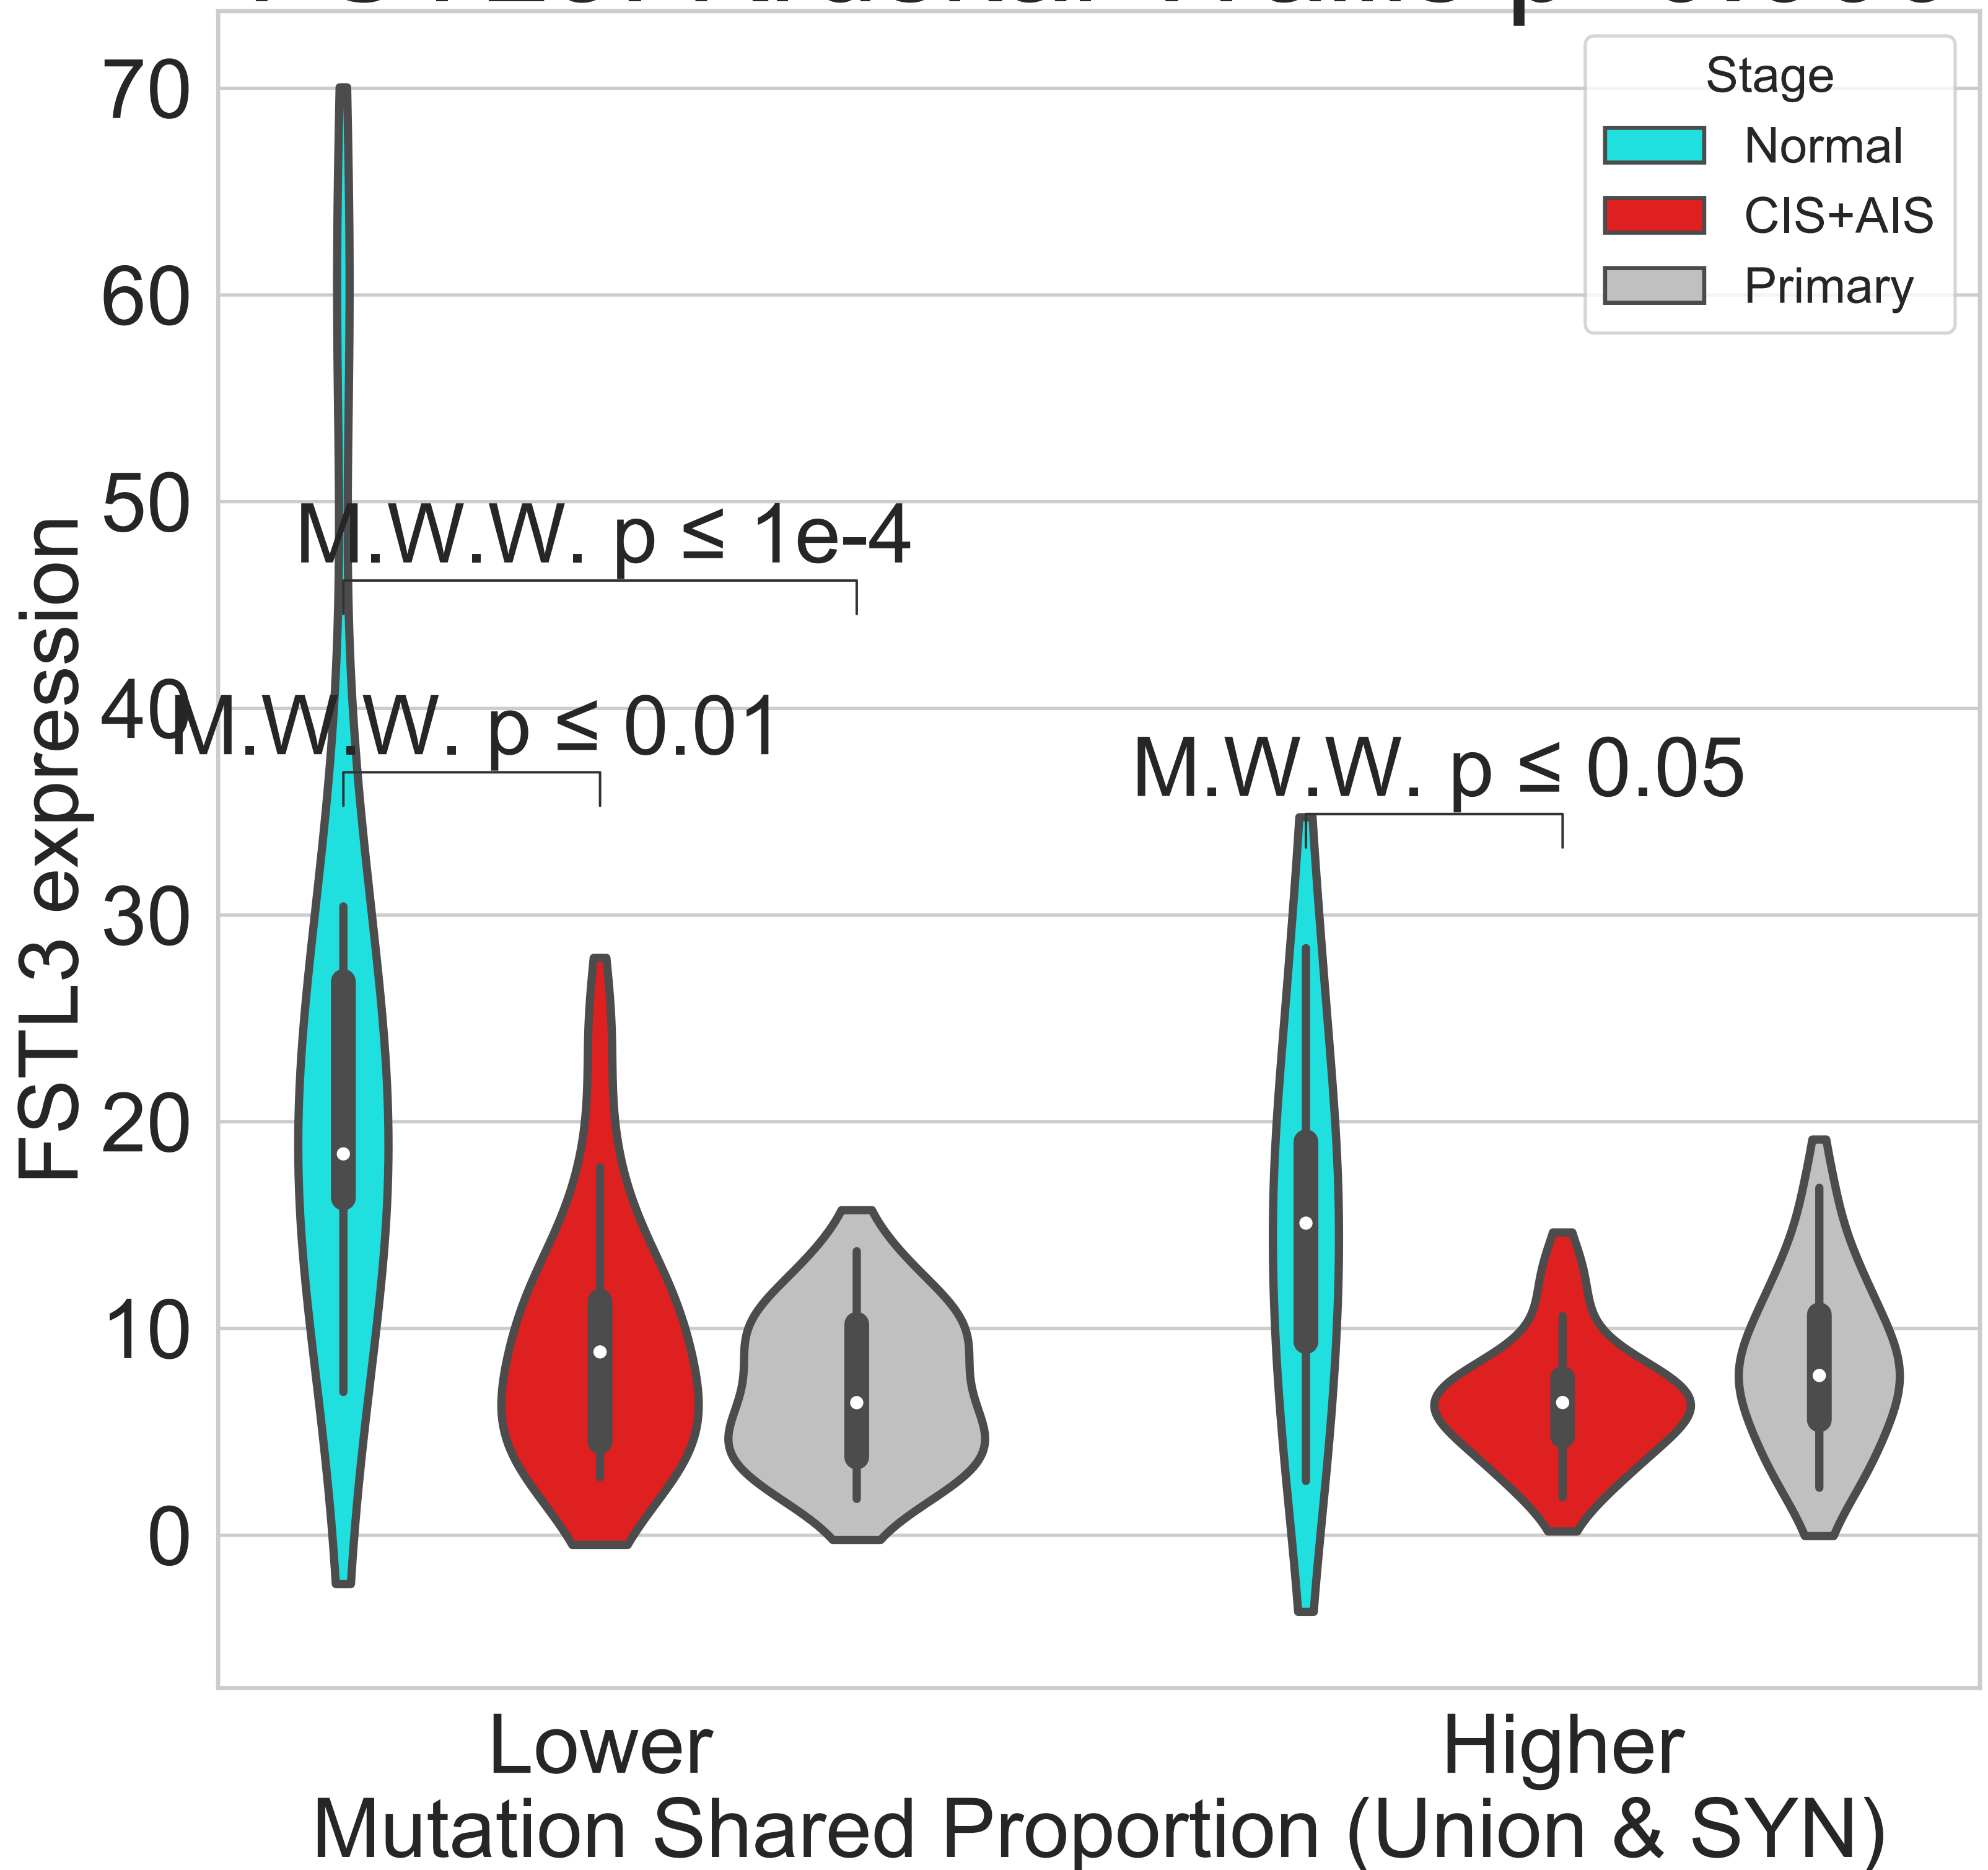 Stage
Normal
CIS+AIS
Primary
70
60
50
40
30
20
10
0
FSTL3 expression
M.W.W. p ≤ 1e-4
M.W.W. p ≤ 0.01
M.W.W. p ≤ 0.05
Lower
Higher
Mutation Shared Proportion (Union & SYN)